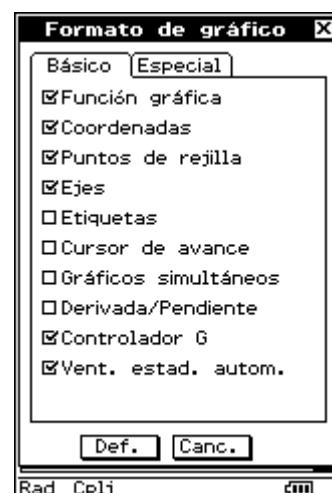 Formato de gráfico X
Básico Especial
Función gráfica
Coordenadas
Puntos de rejilla
Ejes
Etiquetas
Cursor de avance
Gráficos simultáneos
Derivada/Pendiente
Controlador G
Vent. estad. autom.
Def. Canc.
Rad Cplj